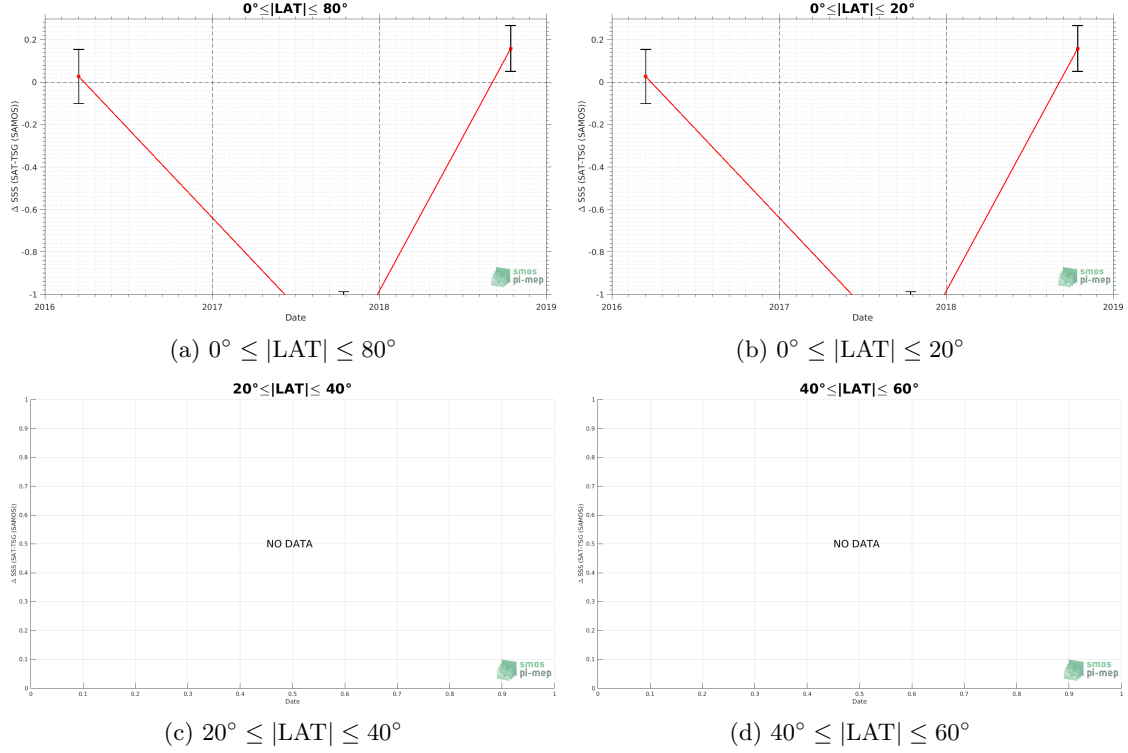 0°≤|LAT|≤ 80°
0.2
0
-0.2
-0.4
-0.6
-0.8
-1
Δ SSS (SAT-TSG (SAMOS))
2016
2017
2018
2019
Date
smos
pi-mep
(a) 0° ≤ |LAT| ≤ 80°
0°≤|LAT|≤ 20°
0.2
0
-0.2
-0.4
-0.6
-0.8
-1
Δ SSS (SAT-TSG (SAMOS))
2016
2017
2018
2019
Date
smos
pi-mep
(b) 0° ≤ |LAT| ≤ 20°
20°≤|LAT|≤ 40°
1
0.9
0.8
0.7
0.6
0.5
0.4
0.3
0.2
0.1
0
Δ SSS (SAT-TSG (SAMOS))
NO DATA
0
0.1
0.2
0.3
0.4
0.5
0.6
0.7
0.8
0.9
1
Date
smos
pi-mep
(c) 20° ≤ |LAT| ≤ 40°
40°≤|LAT|≤ 60°
1
0.9
0.8
0.7
0.6
0.5
0.4
0.3
0.2
0.1
0
Δ SSS (SAT-TSG (SAMOS))
NO DATA
0
0.1
0.2
0.3
0.4
0.5
0.6
0.7
0.8
0.9
1
Date
smos
pi-mep
(d) 40° ≤ |LAT| ≤ 60°